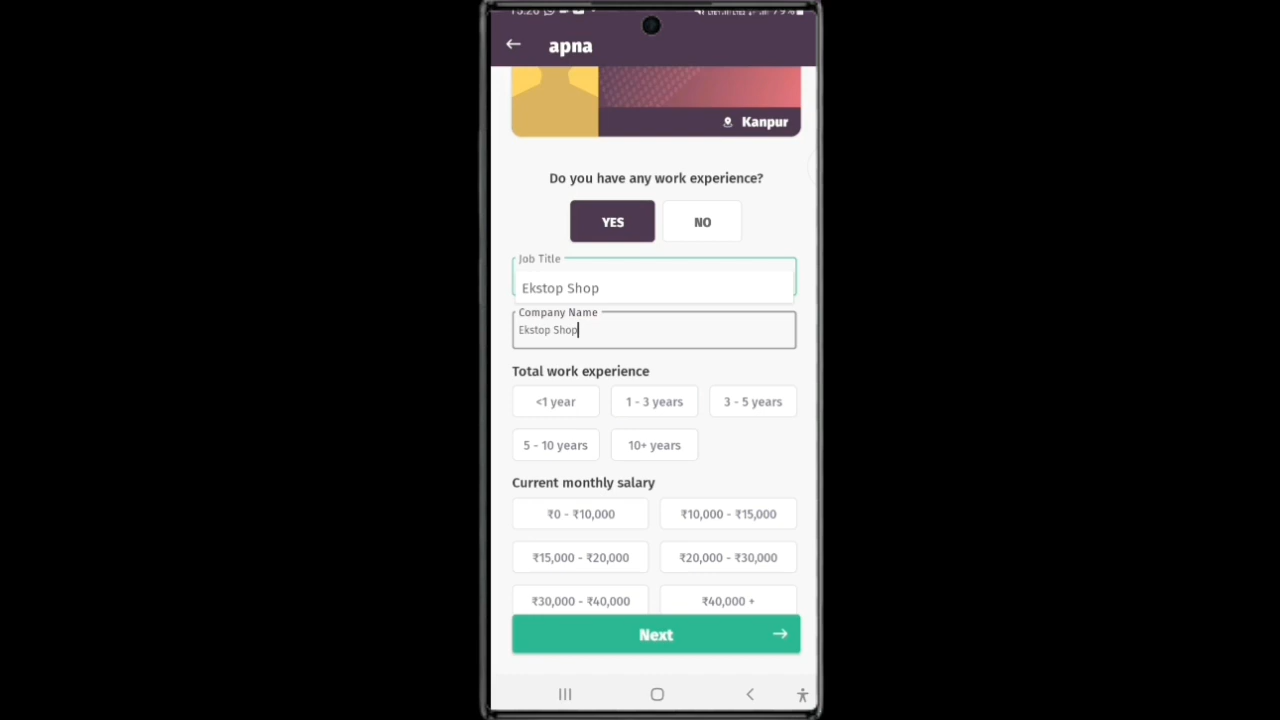 apna
Kanpur
Do you have any work experience?
YES
NO
Job Title
Ekstop Shop
Company Name
Ekstop Shop
Total work experience
<1 year
1 - 3 years
3 - 5 years
5 - 10 years
10+ years
Current monthly salary
₹0 - ₹10,000
₹10,000 - ₹15,000
₹15,000 - ₹20,000
₹20,000 - ₹30,000
₹30,000 - ₹40,000
₹40,000 +
Next